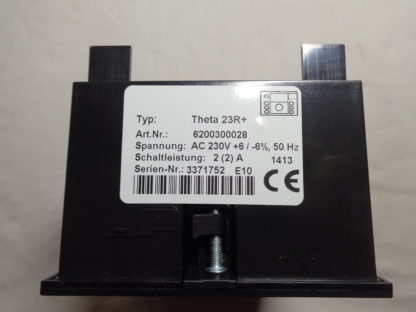 Typ: Theta 23R+
Art.Nr.: 6200300028
Spannung: AC 230V +6 / -6%, 50 Hz
Schaltleistung: 2 (2) A 1413
Serien-Nr.: 3371752 E10
CE